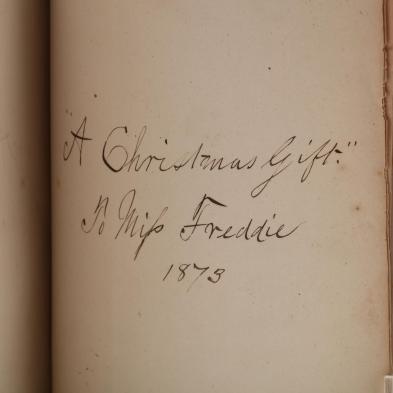 "A Christmas Gift."
To Miss Freddie
1873